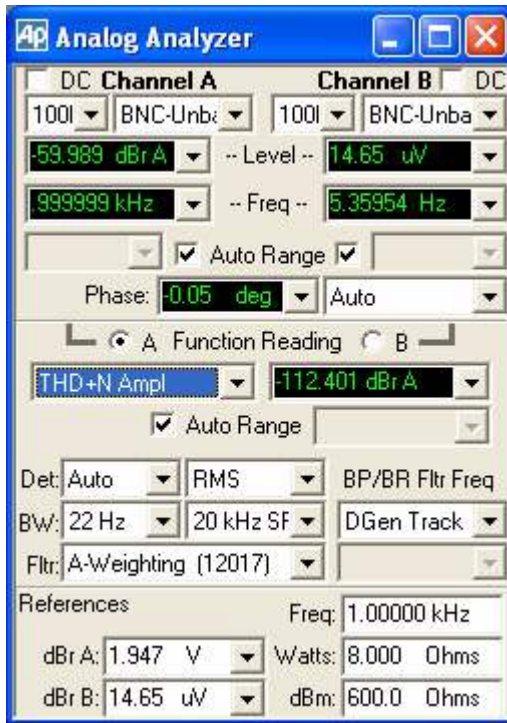 Ap Analog Analyzer
DC Channel A Channel B DC
100 BNC-Unba 100 BNC-Unba
-59.989 dBr A -- Level -- 14.65 uV
.999999 kHz -- Freq -- 5.35954 Hz
Auto Range
Phase: -0.05 deg Auto
A Function Reading B
THD+N Ampl -112.401 dBr A
Auto Range
Det: Auto RMS BP/BR Fltr Freq
BW: 22 Hz 20 kHz DGen Track
Fltr: A-Weighting (12017)
References Freq: 1.00000 kHz
dBr A: 1.947 V Watts: 8.000 Ohms
dBr B: 14.65 uV dBm: 600.0 Ohms